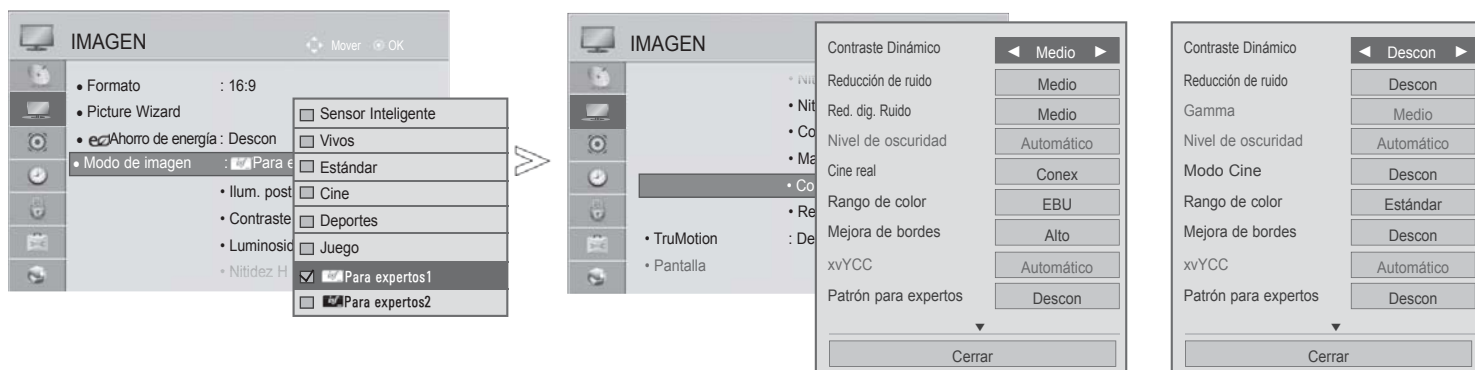 IMAGEN
Mover OK
• Formato : 16:9
• Picture Wizard
• Ahorro de energía : Descon
• Modo de imagen : Para e
• Ilum. post
• Contraste
• Luminosid
• Nitidez H
Sensor Inteligente
Vivos
Estándar
Cine
Deportes
Juego
Para expertos1
Para expertos2
IMAGEN
• Nit
• Nit
• Co
• Ma
• Co
• Re
• TruMotion : De
• Pantalla
Contraste Dinámico ◄ Medio ►
Reducción de ruido Medio
Red. dig. Ruido Medio
Nivel de oscuridad Automático
Cine real Conex
Rango de color EBU
Mejora de bordes Alto
xvYCC Automático
Patrón para expertos Descon
▼
Cerrar
Contraste Dinámico ◄ Descon ►
Reducción de ruido Descon
Gamma Medio
Nivel de oscuridad Automático
Modo Cine Descon
Rango de color Estándar
Mejora de bordes Descon
xvYCC Automático
Patrón para expertos Descon
▼
Cerrar